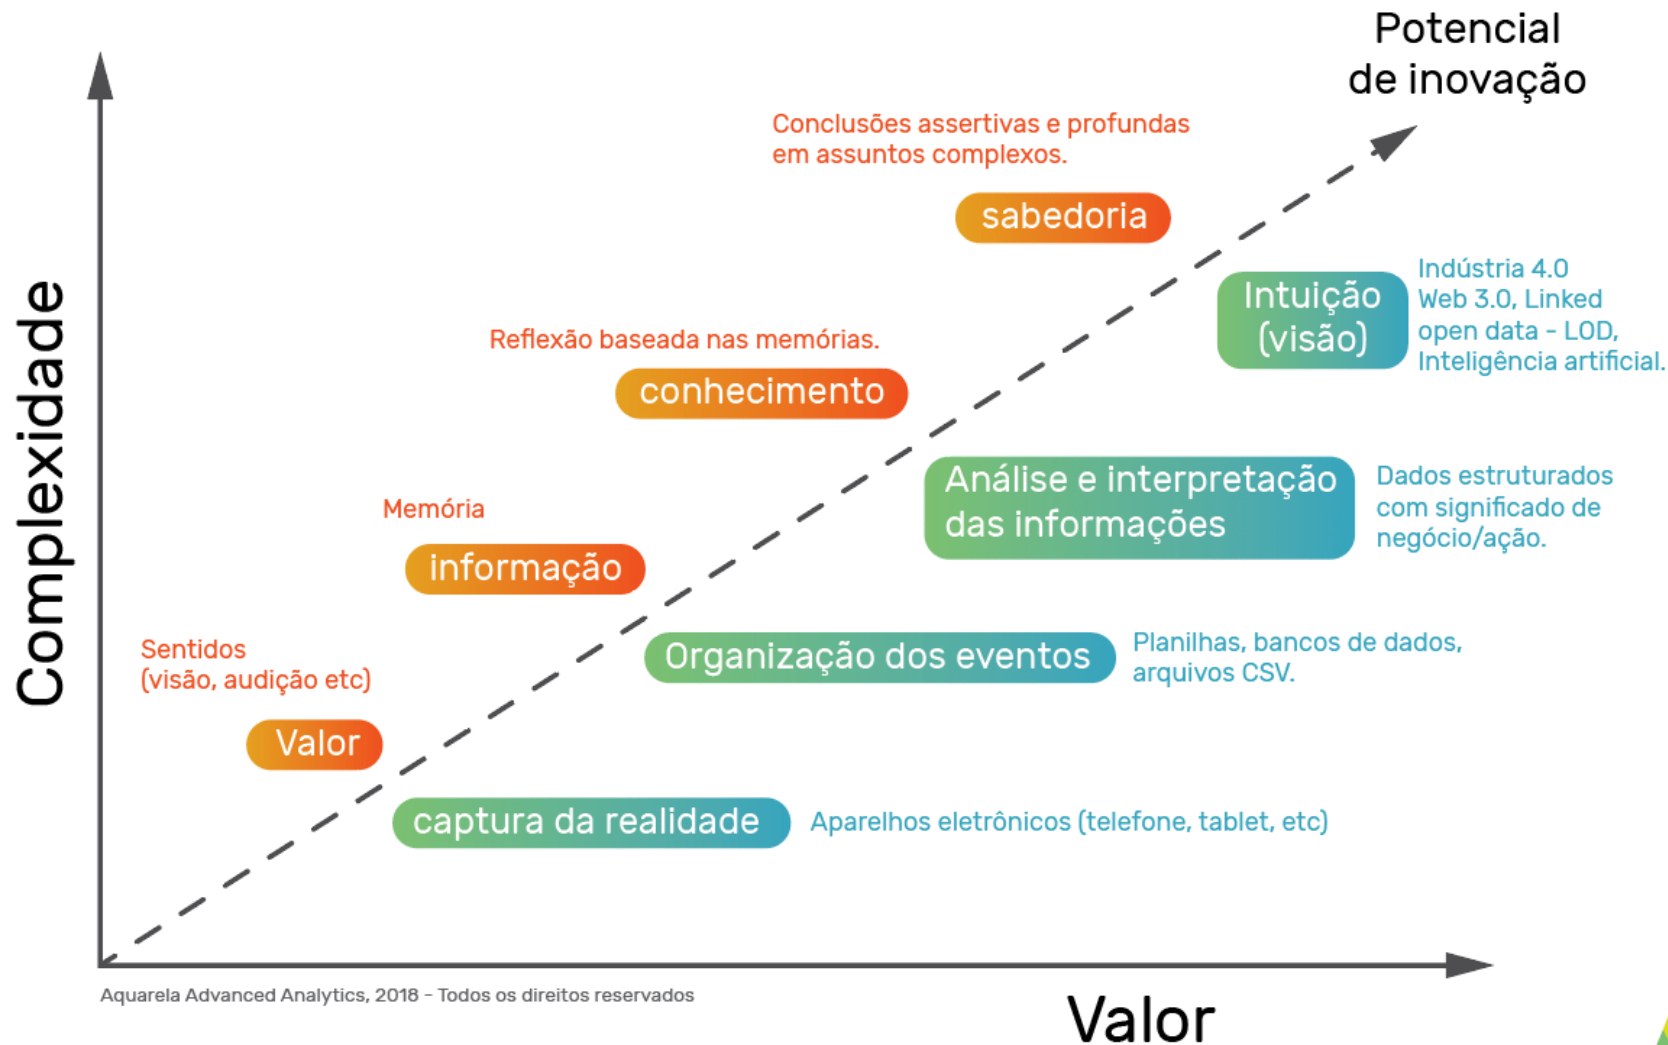 Potencial
de inovação
Conclusões assertivas e profundas
em assuntos complexos.
sabedoria
Intuição
(visão)
Indústria 4.0
Web 3.0, Linked
open data - LOD,
Inteligência artificial.
Reflexão baseada nas memórias.
conhecimento
Análise e interpretação
das informações
Dados estruturados
com significado de
negócio/ação.
Memória
informação
Organização dos eventos
Planilhas, bancos de dados,
arquivos CSV.
Sentidos
(visão, audição etc)
Valor
captura da realidade
Aparelhos eletrônicos (telefone, tablet, etc)
Complexidade
Aquarela Advanced Analytics, 2018 - Todos os direitos reservados
Valor